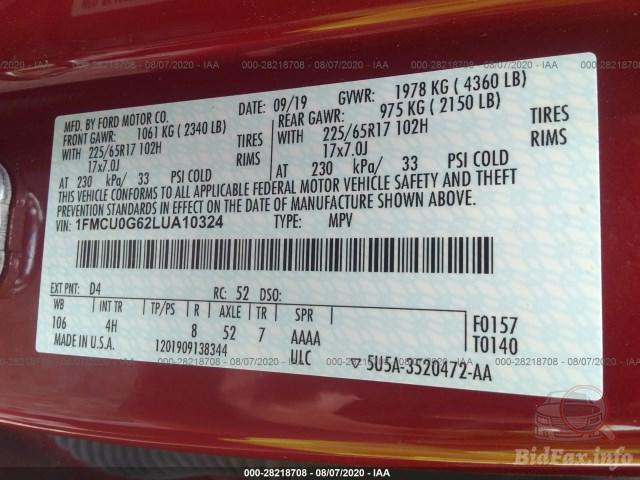 000-28218708 - 08/07/2020 - IAA
MFD. BY FORD MOTOR CO.
DATE: 09/19 GVWR: 1978 KG ( 4360 LB)
FRONT GAWR: 1061 KG ( 2340 LB)
REAR GAWR: 975 KG ( 2150 LB)
WITH 225/65R17 102H TIRES
17x7.0J RIMS
AT 230 kPa/ 33 PSI COLD
WITH 225/65R17 102H TIRES
17x7.0J RIMS
AT 230 kPa/ 33 PSI COLD
THIS VEHICLE CONFORMS TO ALL APPLICABLE FEDERAL MOTOR VEHICLE SAFETY AND THEFT
PREVENTION STANDARDS IN EFFECT ON THE DATE OF MANUFACTURE SHOWN ABOVE.
VIN: 1FMCU0G62LUA10324 TYPE: MPV
EXT PNT: D4 RC: 52 DSO:
WB INT TR TP/PS R AXLE TR SPR
106 4H 8 52 7 AAAA F0157
MADE IN U.S.A. 1201909138344 ULC T0140
▽ 5U5A-3520472-AA
BidFax.info
000-28218708 - 08/07/2020 - IAA